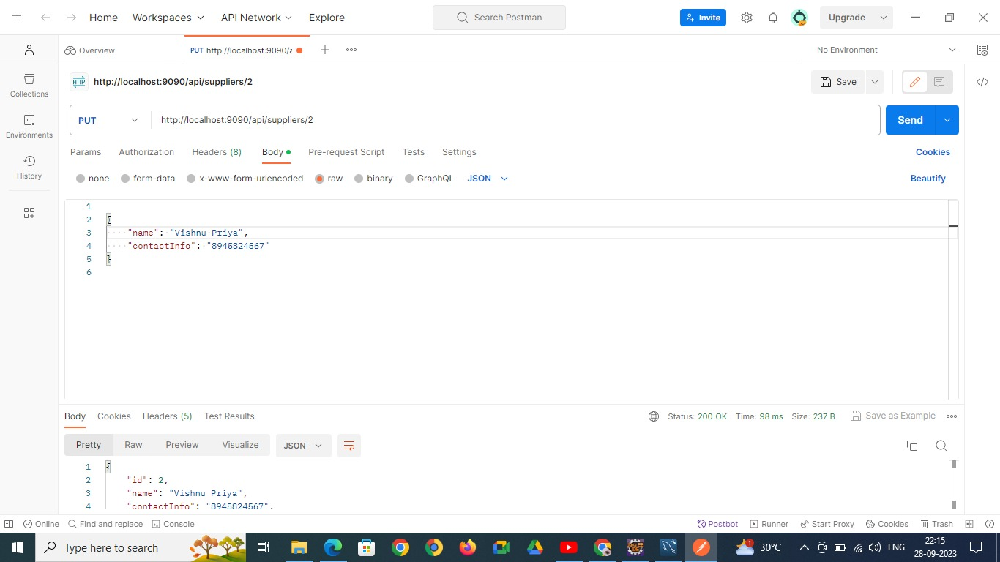 Home Workspaces API Network Explore Search Postman Invite Upgrade
Overview PUT http://localhost:9090/a No Environment
HTTP http://localhost:9090/api/suppliers/2 Save
Collections
PUT http://localhost:9090/api/suppliers/2 Send
Environments
Params Authorization Headers (8) Body Pre-request Script Tests Settings Cookies
History
none form-data x-www-form-urlencoded raw binary GraphQL JSON Beautify
1
2 {
3 "name": "Vishnu Priya",
4 "contactInfo": "8945824567"
5 }
6
Body Cookies Headers (5) Test Results Status: 200 OK Time: 98 ms Size: 237 B Save as Example
Pretty Raw Preview Visualize JSON
1 {
2 "id": 2,
3 "name": "Vishnu Priya",
4 "contactInfo": "8945824567",
Online Find and replace Console Postbot Runner Start Proxy Cookies Trash
Type here to search 1 30°C ENG 22:15
28-09-2023